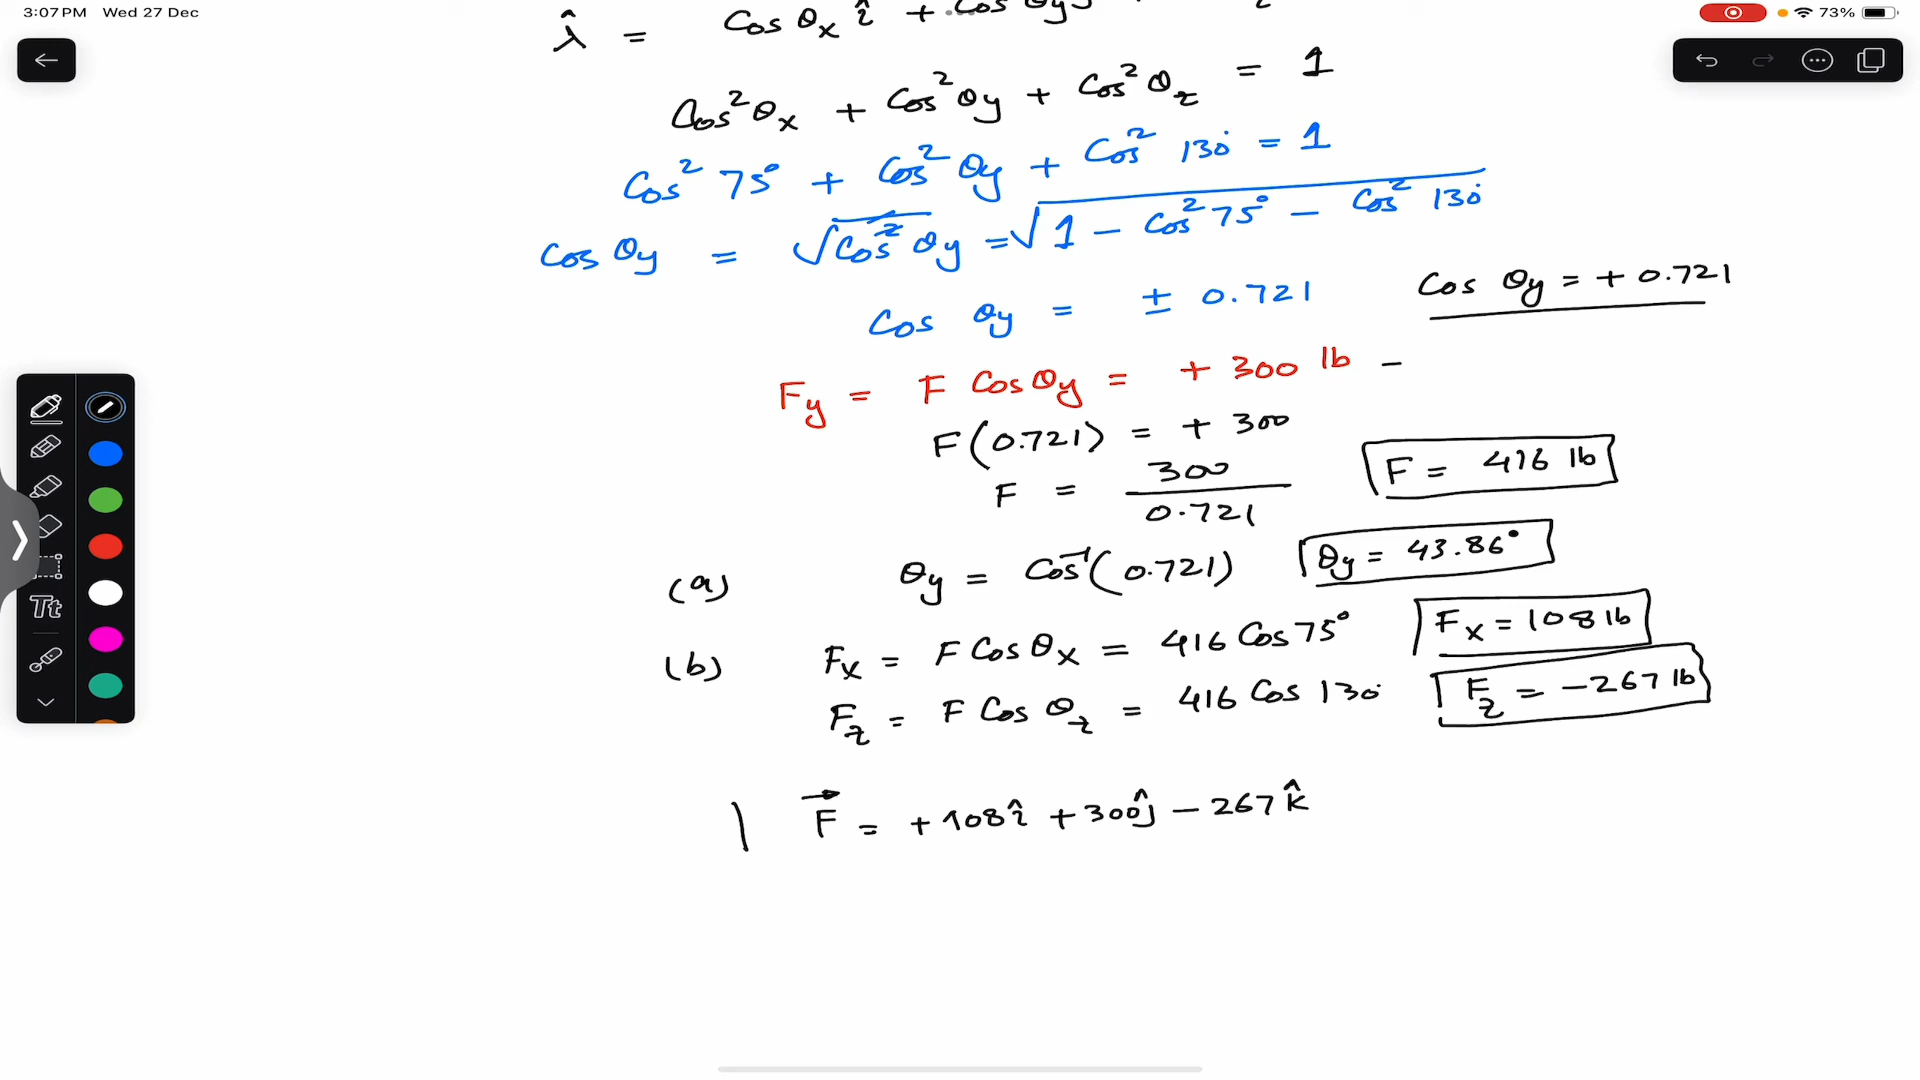 3:07 PM Wed 27 Dec
73%
λ̂ = Cos θx î + Cos θy
Cos²θx + Cos²θy + Cos²θz = 1
Cos² 75° + Cos² θy + Cos² 130° = 1
Cos θy = √Cos² θy = √1 – Cos² 75° – Cos² 130°
Cos θy = ± 0.721
Cos θy = + 0.721
Fy = F Cos θy = + 300 lb –
F(0.721) = + 300
F = 300/0.721
F = 416 lb
(a) θy = Cos⁻¹(0.721)
θy = 43.86°
(b) Fx = F Cos θx = 416 Cos 75°
Fx = 108 lb
Fz = F Cos θz = 416 Cos 130°
Fz = –267 lb
F⃗ = +108î + 300ĵ – 267k̂
Tt